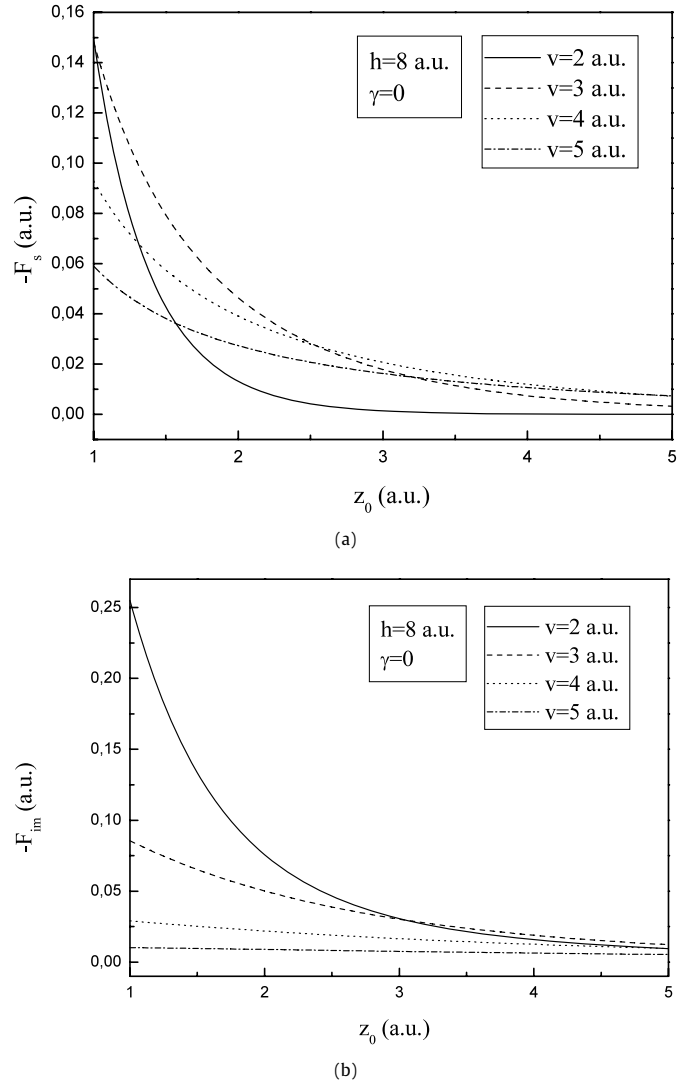 0,16
0,14
0,12
0,10
0,08
0,06
0,04
0,02
0,00
-F_s (a.u.)
h=8 a.u.
γ=0
v=2 a.u.
v=3 a.u.
v=4 a.u.
v=5 a.u.
1 2 3 4 5
z_0 (a.u.)
(a)
0,25
0,20
0,15
0,10
0,05
0,00
-F_im (a.u.)
h=8 a.u.
γ=0
v=2 a.u.
v=3 a.u.
v=4 a.u.
v=5 a.u.
1 2 3 4 5
z_0 (a.u.)
(b)